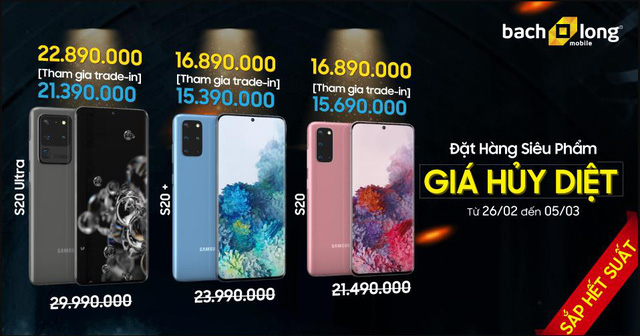 bach long
mobile
22.890.000
[Tham gia trade-in]
21.390.000
S20 Ultra
SAMSUNG
29.990.000
16.890.000
[Tham gia trade-in]
15.390.000
S20 +
SAMSUNG
23.990.000
16.890.000
[Tham gia trade-in]
15.690.000
S20
SAMSUNG
21.490.000
Đặt Hàng Siêu Phẩm
GIÁ HỦY DIỆT
Từ 26/02 đến 05/03
SẮP HẾT SUẤT